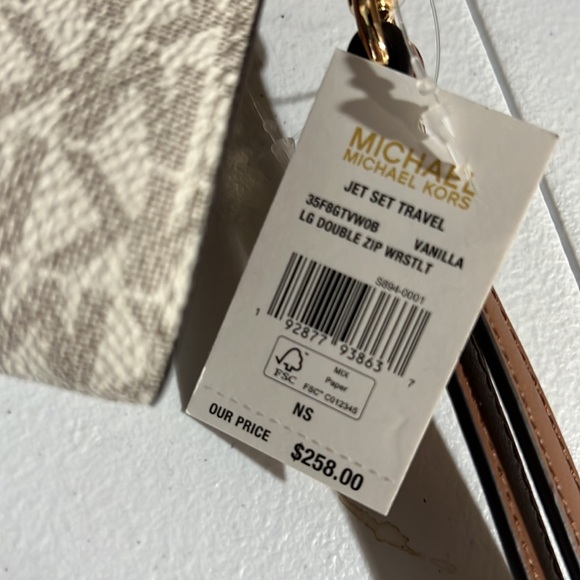 MICHAEL
MICHAEL KORS
JET SET TRAVEL
35F8GTVW0B VANILLA
LG DOUBLE ZIP WRSTLT
S894-0001
1 92877 93863 7
FSC
MIX
Paper
FSC™ C012345
NS
OUR PRICE $258.00